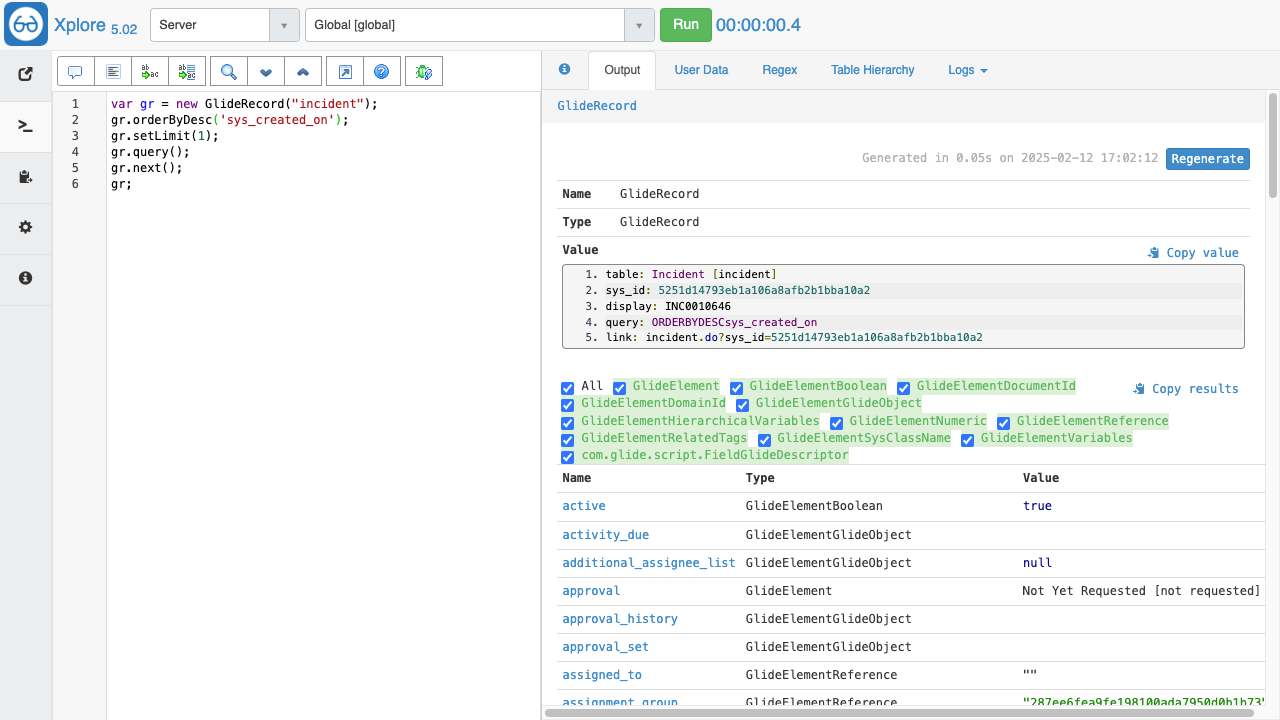 Xplore 5.02 Server Global [global] Run 00:00:00.4
Output User Data Regex Table Hierarchy Logs
1 var gr = new GlideRecord("incident");
2 gr.orderByDesc('sys_created_on');
3 gr.setLimit(1);
4 gr.query();
5 gr.next();
6 gr;
GlideRecord
Generated in 0.05s on 2025-02-12 17:02:12 Regenerate
Name GlideRecord
Type GlideRecord
Value
Copy value
1. table: Incident [incident]
2. sys_id: 5251d14793eb1a106a8afb2b1bba10a2
3. display: INC0010646
4. query: ORDERBYDESCsys_created_on
5. link: incident.do?sys_id=5251d14793eb1a106a8afb2b1bba10a2
All GlideElement GlideElementBoolean GlideElementDocumentId
Copy results
GlideElementDomainId GlideElementGlideObject
GlideElementHierarchicalVariables GlideElementNumeric GlideElementReference
GlideElementRelatedTags GlideElementSysClassName GlideElementVariables
com.glide.script.FieldGlideDescriptor
Name Type Value
active GlideElementBoolean true
activity_due GlideElementGlideObject
additional_assignee_list GlideElementGlideObject null
approval GlideElement Not Yet Requested [not requested]
approval_history GlideElementGlideObject
approval_set GlideElementGlideObject
assigned_to GlideElementReference ""
assignment_group GlideElementReference "287ee6fea9fe198100ada7950d0b1b73"